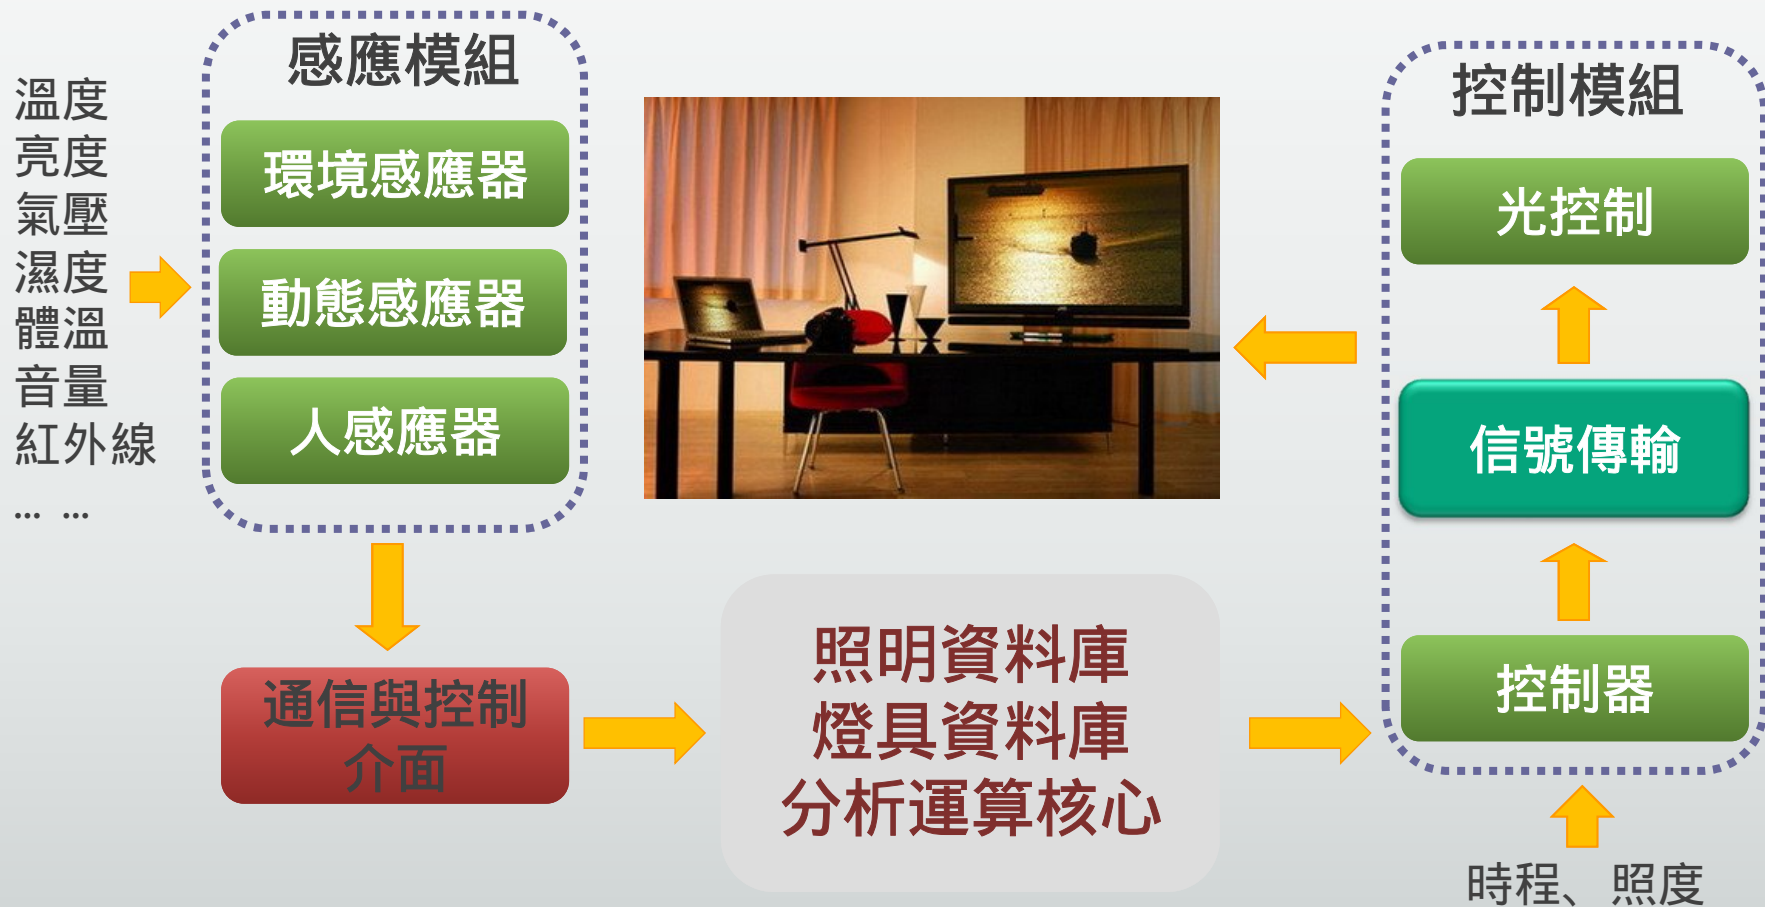 感應模組
溫度
亮度
氣壓
濕度
體溫
音量
紅外線
... ...
環境感應器
動態感應器
人感應器
通信與控制
介面
照明資料庫
燈具資料庫
分析運算核心
控制模組
光控制
信號傳輸
控制器
時程、照度